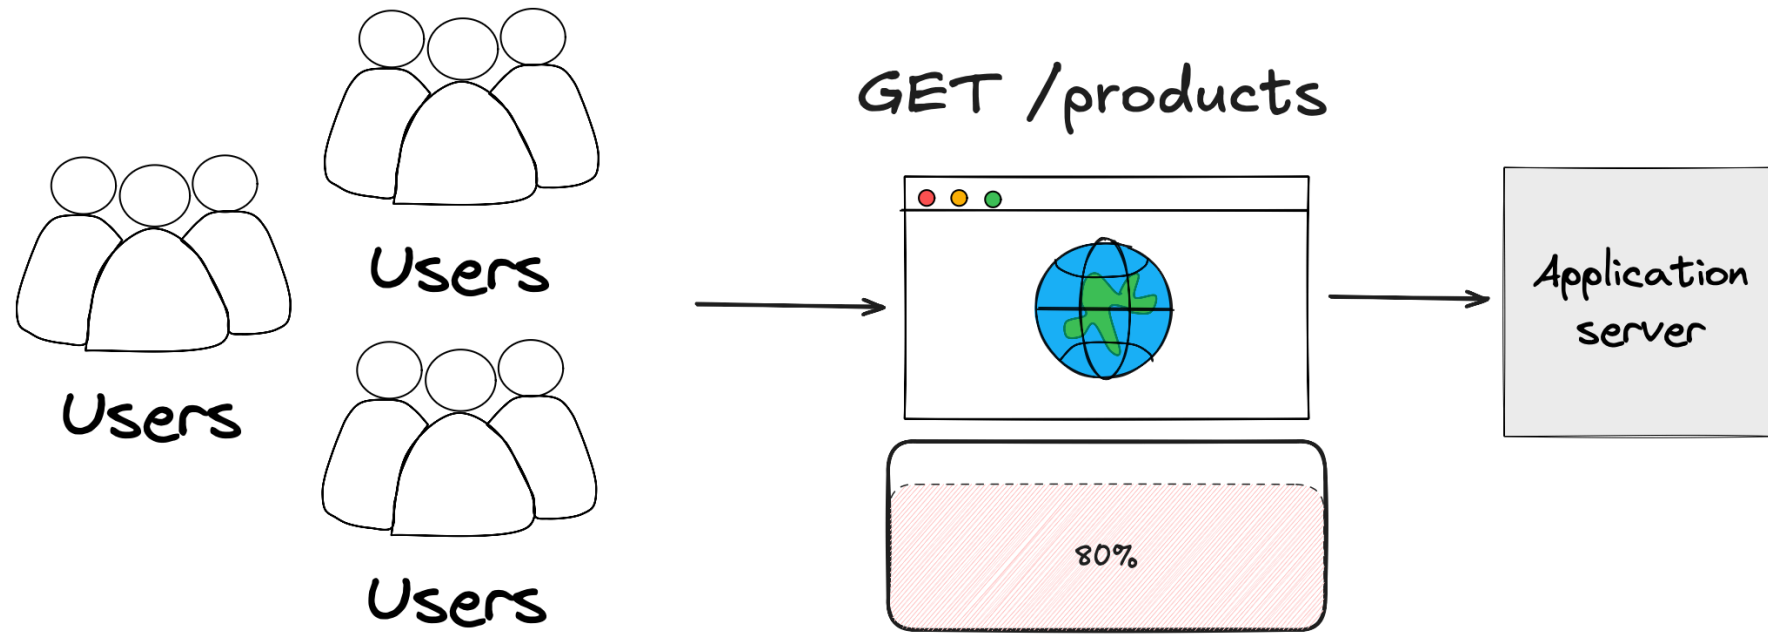 Users
Users
Users
GET /products
80%
Application
server